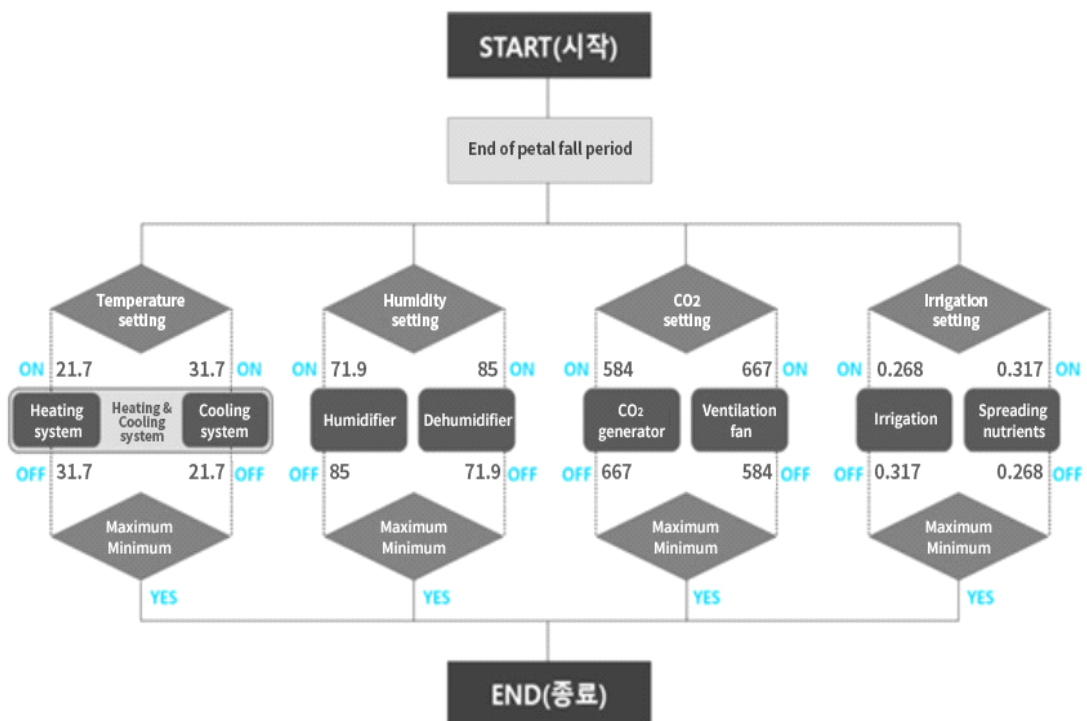 START(시작)
End of petal fall period
Temperature
setting
Humidity
setting
CO2
setting
Irrigation
setting
ON 21.7 31.7 ON
ON 71.9 85 ON
ON 584 667 ON
ON 0.268 0.317 ON
Heating
system
Heating &
Cooling
system
Cooling
system
Humidifier
Dehumidifier
CO2
generator
Ventilation
fan
Irrigation
Spreading
nutrients
OFF 31.7 21.7 OFF
OFF 85 71.9 OFF
OFF 667 584 OFF
OFF 0.317 0.268 OFF
Maximum
Minimum
Maximum
Minimum
Maximum
Minimum
Maximum
Minimum
YES
YES
YES
YES
END(종료)